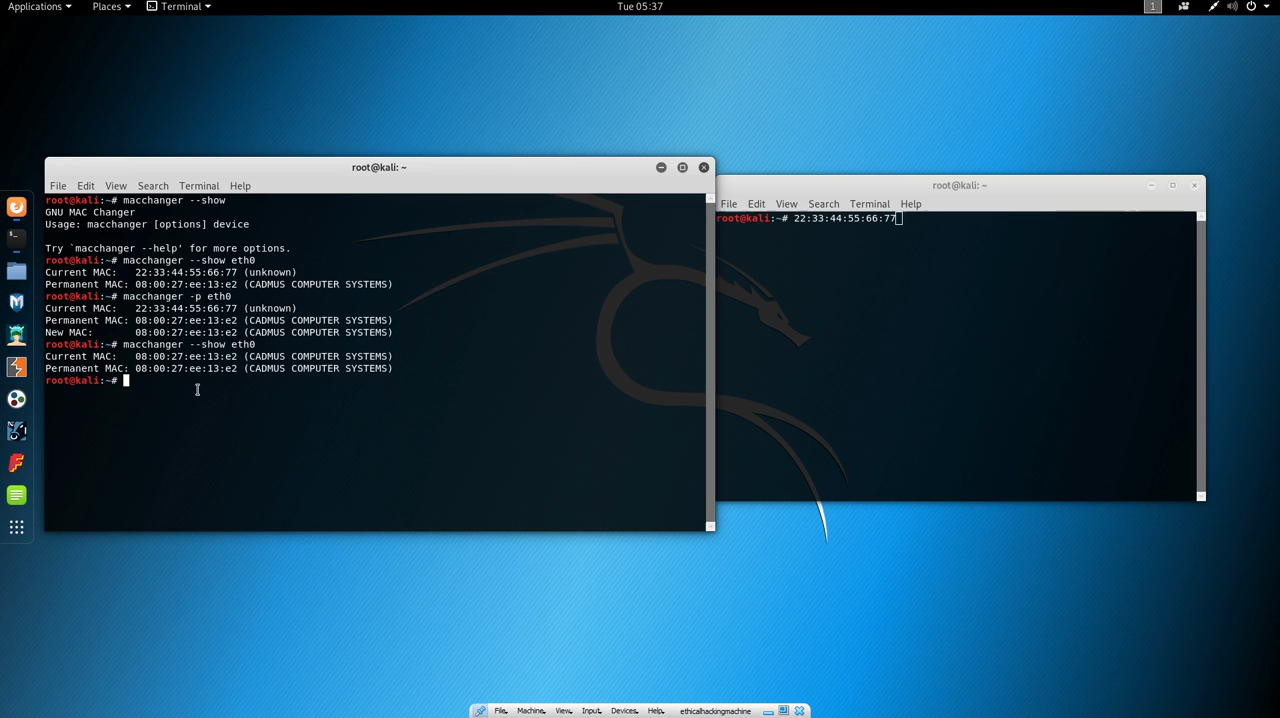 Applications Places Terminal Tue 05:37 1
root@kali: ~
File Edit View Search Terminal Help
root@kali:~# macchanger --show
GNU MAC Changer
Usage: macchanger [options] device
Try `macchanger --help' for more options.
root@kali:~# macchanger --show eth0
Current MAC:   22:33:44:55:66:77 (unknown)
Permanent MAC: 08:00:27:ee:13:e2 (CADMUS COMPUTER SYSTEMS)
root@kali:~# macchanger -p eth0
Current MAC:   22:33:44:55:66:77 (unknown)
Permanent MAC: 08:00:27:ee:13:e2 (CADMUS COMPUTER SYSTEMS)
New MAC:       08:00:27:ee:13:e2 (CADMUS COMPUTER SYSTEMS)
root@kali:~# macchanger --show eth0
Current MAC:   08:00:27:ee:13:e2 (CADMUS COMPUTER SYSTEMS)
Permanent MAC: 08:00:27:ee:13:e2 (CADMUS COMPUTER SYSTEMS)
root@kali:~#
root@kali: ~
File Edit View Search Terminal Help
root@kali:~# 22:33:44:55:66:77
File Machine View Input Devices Help ethicalhackingmachine